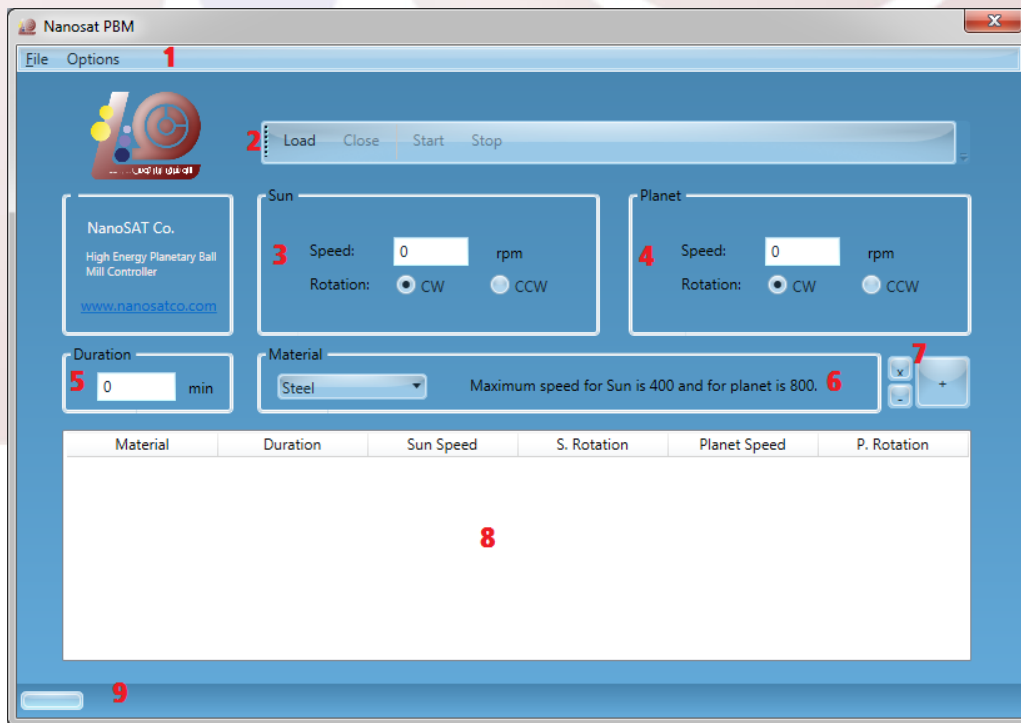 Nanosat PBM
x
File Options 1
2 Load Close Start Stop
NanoSAT Co.
High Energy Planetary Ball
Mill Controller
www.nanosatco.com
Sun
3 Speed: 0 rpm
Rotation: CW CCW
Planet
4 Speed: 0 rpm
Rotation: CW CCW
Duration
5 0 min
Material
Steel Maximum speed for Sun is 400 and for planet is 800. 6
7
x
-
+
Material Duration Sun Speed S. Rotation Planet Speed P. Rotation
8
9